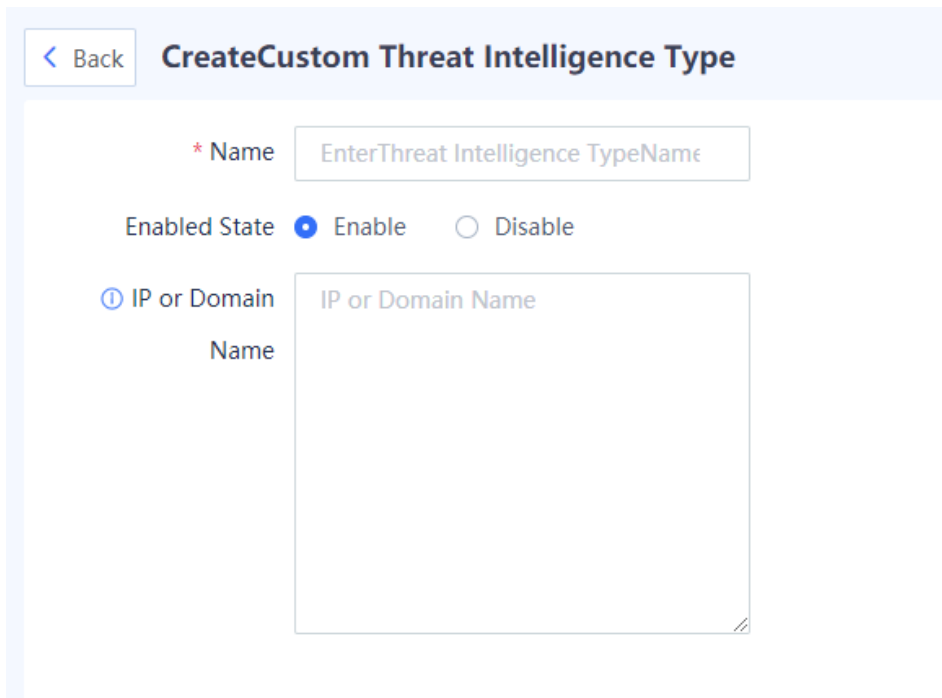 Back CreateCustom Threat Intelligence Type
* Name EnterThreat Intelligence TypeName
Enabled State Enable Disable
IP or Domain IP or Domain Name
Name